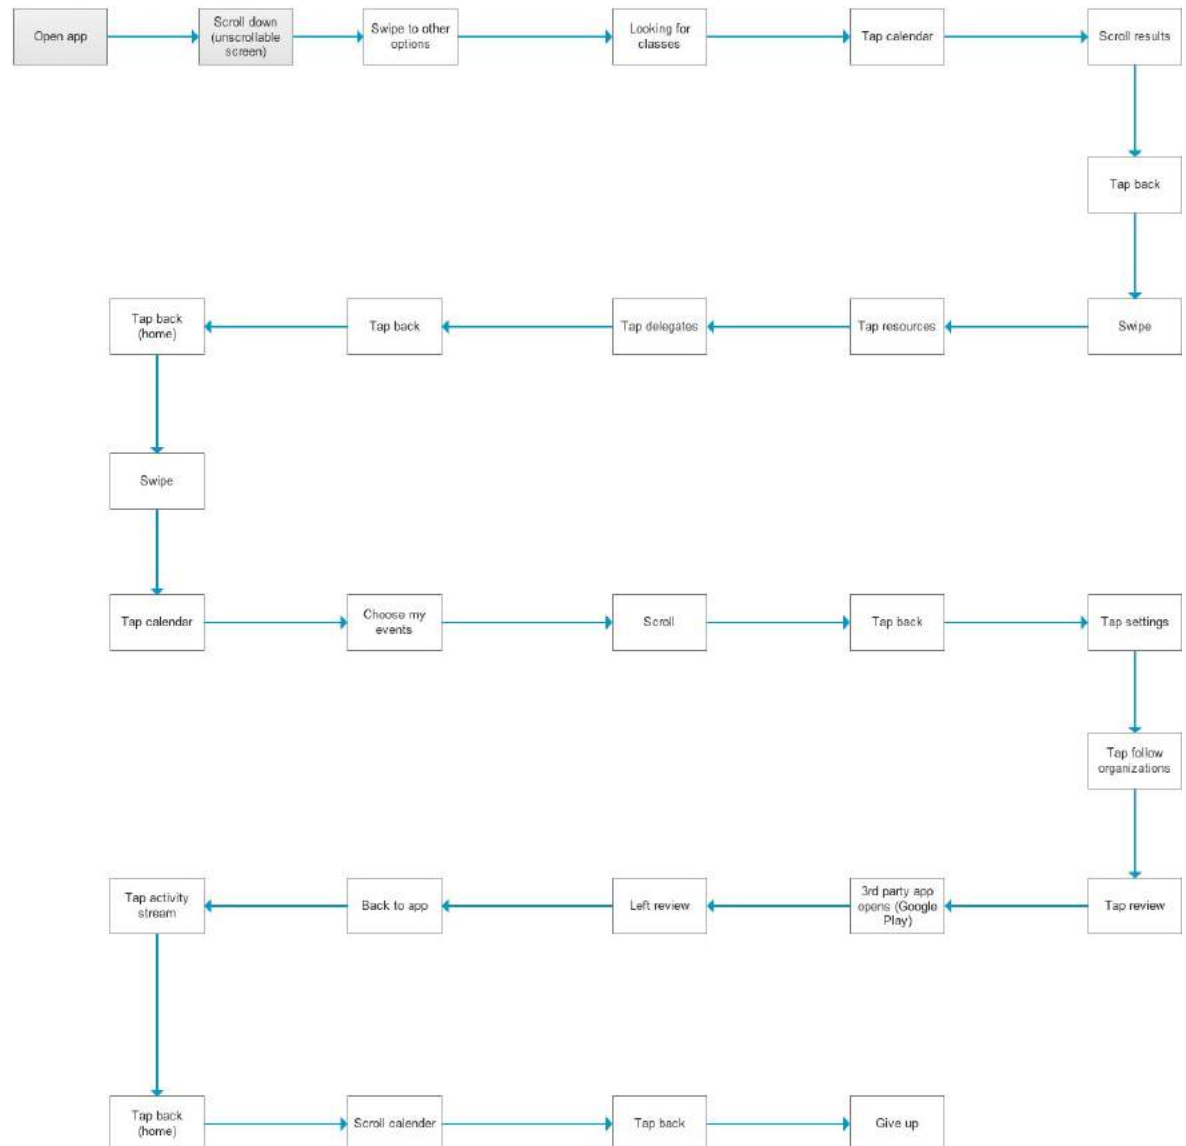 Open app
Scroll down
(unscrollable
screen)
Swipe to other
options
Looking for
classes
Tap calendar
Scroll results
Tap back
Swipe
Tap resources
Tap delegates
Tap back
Tap back
(home)
Swipe
Tap calendar
Choose my
events
Scroll
Tap back
Tap settings
Tap follow
organizations
Tap review
3rd party app
opens (Google
Play)
Left review
Back to app
Tap activity
stream
Tap back
(home)
Scroll calender
Tap back
Give up